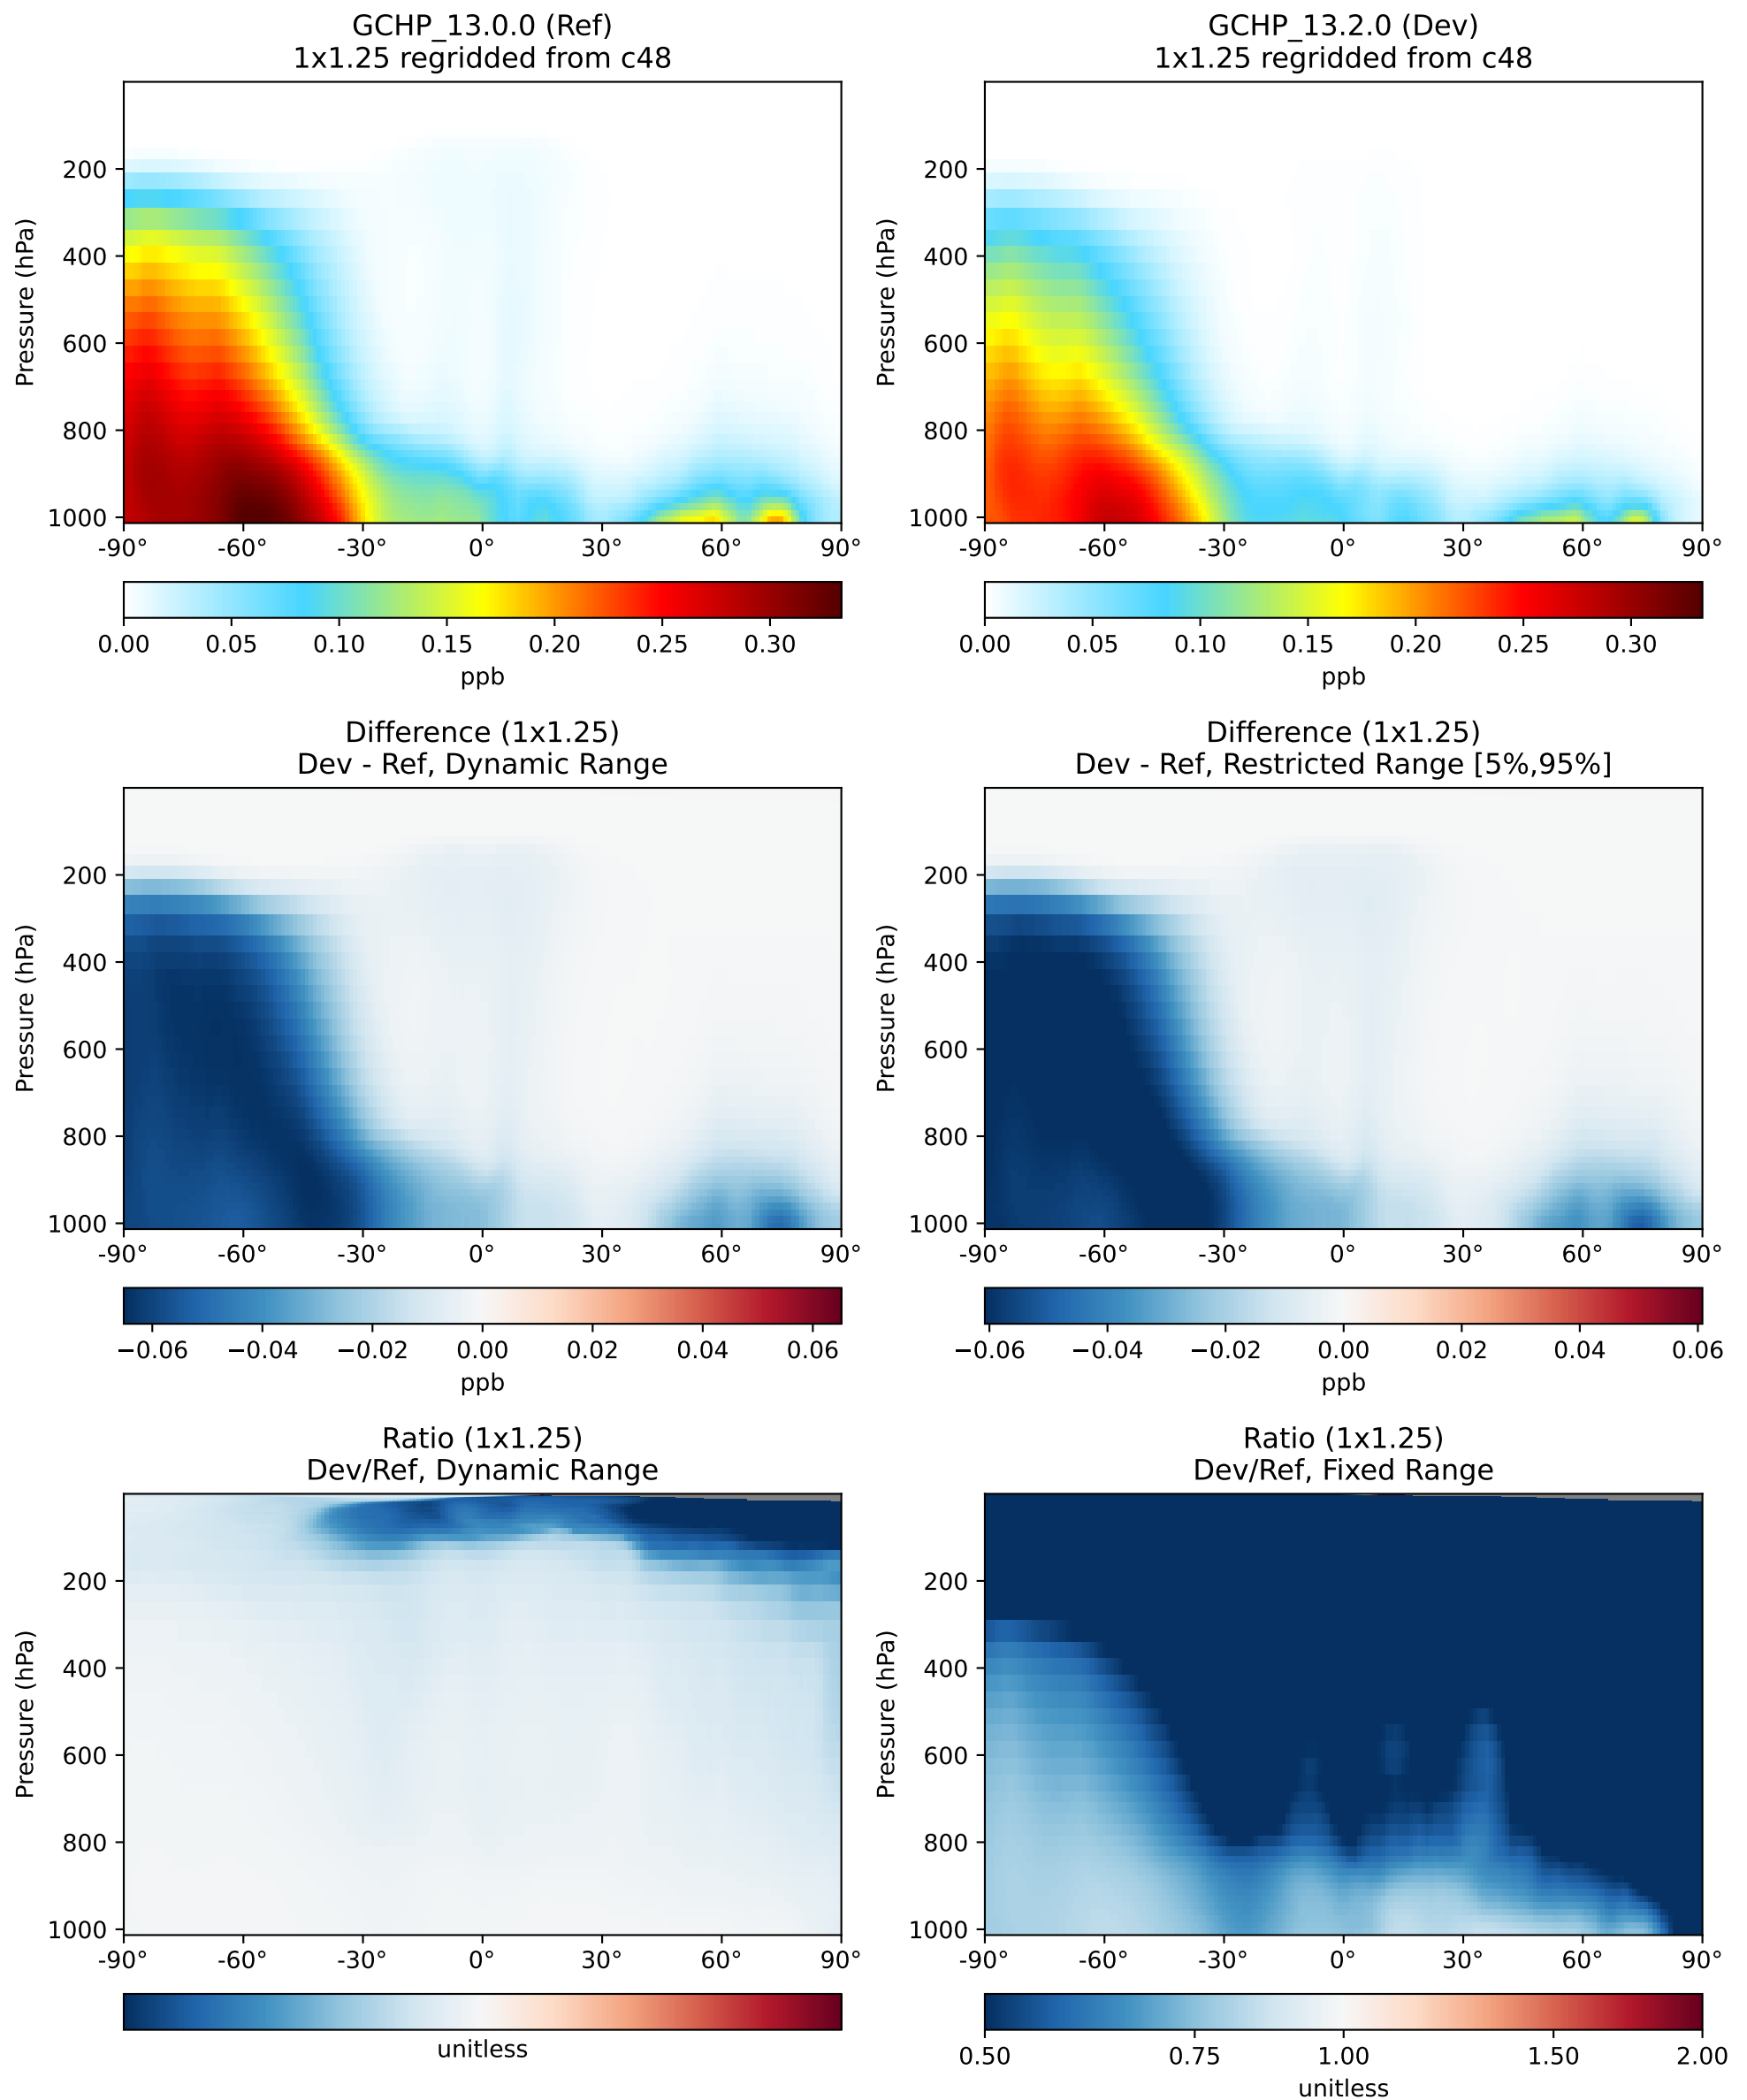 GCHP_13.0.0 (Ref)
1x1.25 regridded from c48
GCHP_13.2.0 (Dev)
1x1.25 regridded from c48
Pressure (hPa)
200
400
600
800
1000
-90° -60° -30° 0° 30° 60° 90°
0.00 0.05 0.10 0.15 0.20 0.25 0.30
ppb
Pressure (hPa)
200
400
600
800
1000
-90° -60° -30° 0° 30° 60° 90°
0.00 0.05 0.10 0.15 0.20 0.25 0.30
ppb
Difference (1x1.25)
Dev - Ref, Dynamic Range
Difference (1x1.25)
Dev - Ref, Restricted Range [5%,95%]
Pressure (hPa)
200
400
600
800
1000
-90° -60° -30° 0° 30° 60° 90°
−0.06 −0.04 −0.02 0.00 0.02 0.04 0.06
ppb
Pressure (hPa)
200
400
600
800
1000
-90° -60° -30° 0° 30° 60° 90°
−0.06 −0.04 −0.02 0.00 0.02 0.04 0.06
ppb
Ratio (1x1.25)
Dev/Ref, Dynamic Range
Ratio (1x1.25)
Dev/Ref, Fixed Range
Pressure (hPa)
200
400
600
800
1000
-90° -60° -30° 0° 30° 60° 90°
unitless
Pressure (hPa)
200
400
600
800
1000
-90° -60° -30° 0° 30° 60° 90°
0.50 0.75 1.00 1.50 2.00
unitless